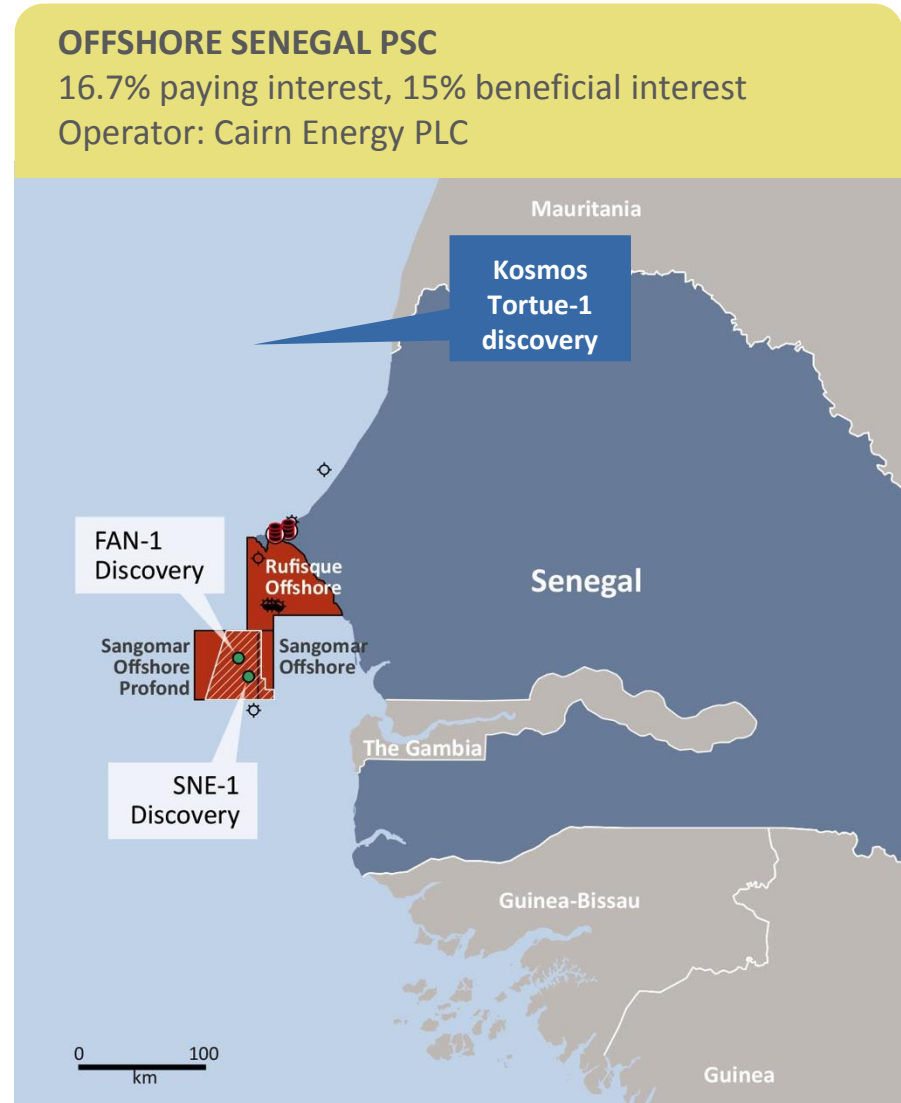 OFFSHORE SENEGAL PSC
16.7% paying interest, 15% beneficial interest
Operator: Cairn Energy PLC
Mauritania
Kosmos
Tortue-1
discovery
FAN-1
Discovery
Rufisque
Offshore
Senegal
Sangomar
Offshore
Profond
Sangomar
Offshore
The Gambia
SNE-1
Discovery
Guinea-Bissau
0 100
km
Guinea